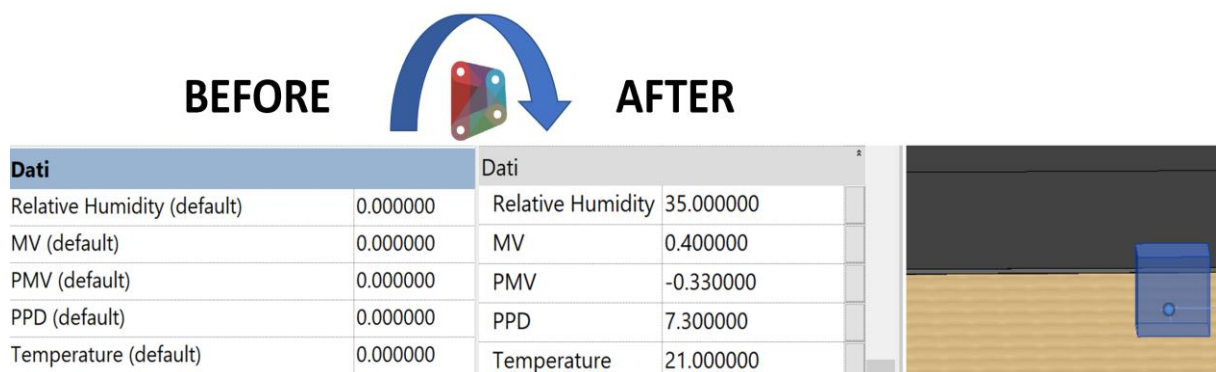 BEFORE AFTER
Dati
Relative Humidity (default) 0.000000
MV (default) 0.000000
PMV (default) 0.000000
PPD (default) 0.000000
Temperature (default) 0.000000
Dati
Relative Humidity 35.000000
MV 0.400000
PMV -0.330000
PPD 7.300000
Temperature 21.000000